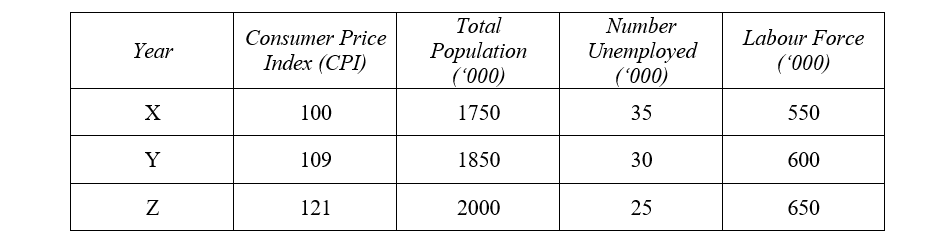 Year Consumer Price Index (CPI) Total Population (‘000) Number Unemployed (‘000) Labour Force (‘000)
X 100 1750 35 550
Y 109 1850 30 600
Z 121 2000 25 650